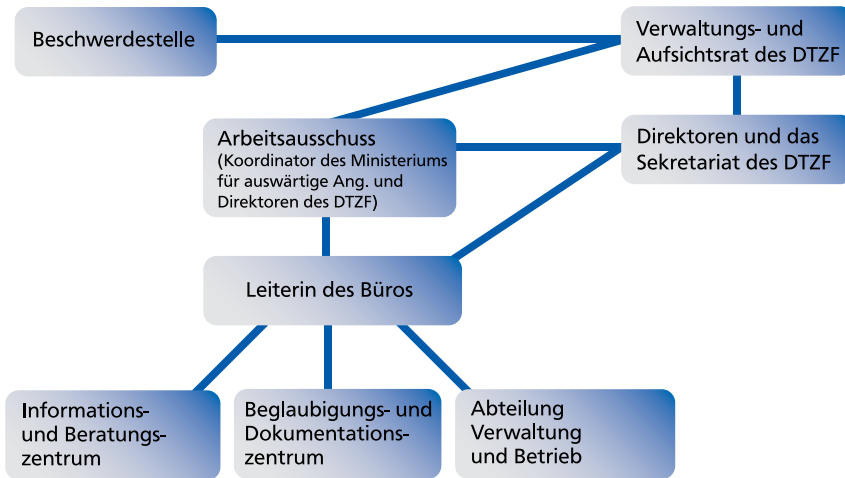 Beschwerdestelle
Verwaltungs- und
Aufsichtsrat des DTZF
Arbeitsausschuss
(Koordinator des Ministeriums
für auswärtige Ang. und
Direktoren des DTZF)
Direktoren und das
Sekretariat des DTZF
Leiterin des Büros
Informations-
und Beratungs-
zentrum
Beglaubigungs- und
Dokumentations-
zentrum
Abteilung
Verwaltung
und Betrieb